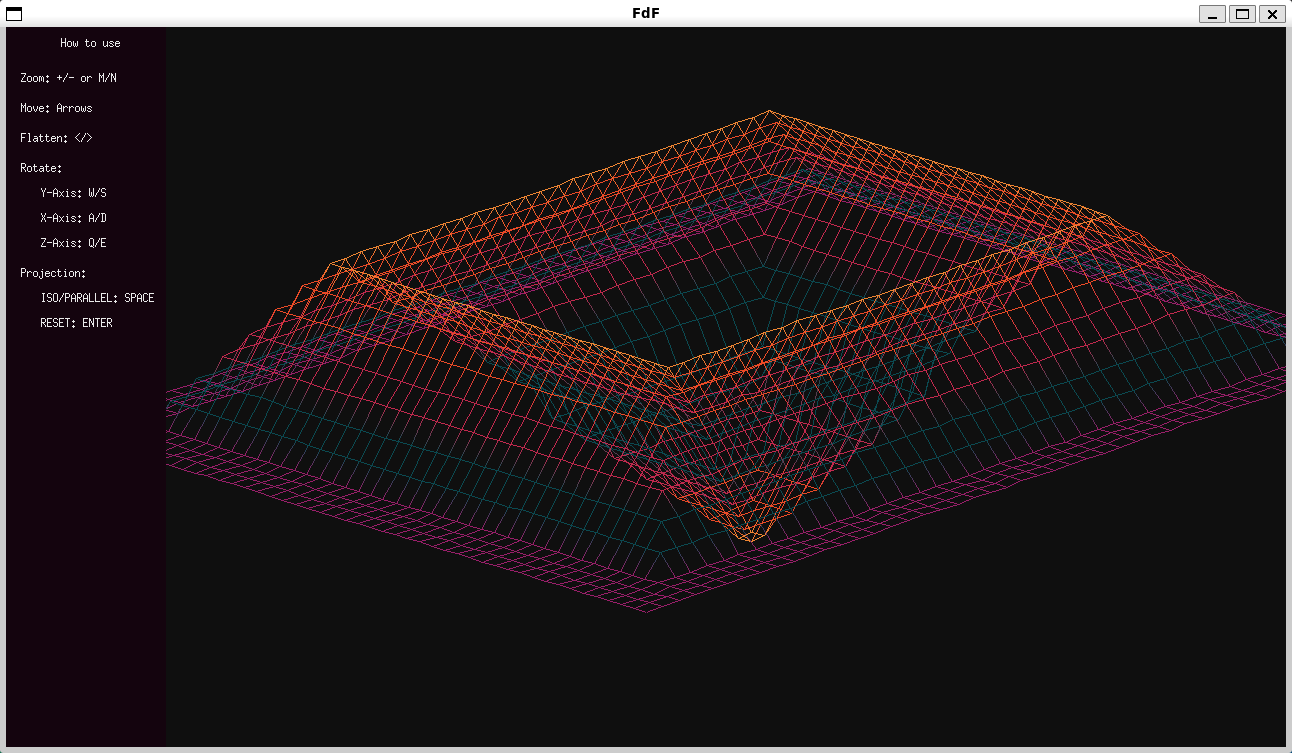 FdF
How to use
Zoom: +/- or M/N
Move: Arrows
Flatten: </>
Rotate:
Y-Axis: W/S
X-Axis: A/D
Z-Axis: Q/E
Projection:
ISO/PARALLEL: SPACE
RESET: ENTER